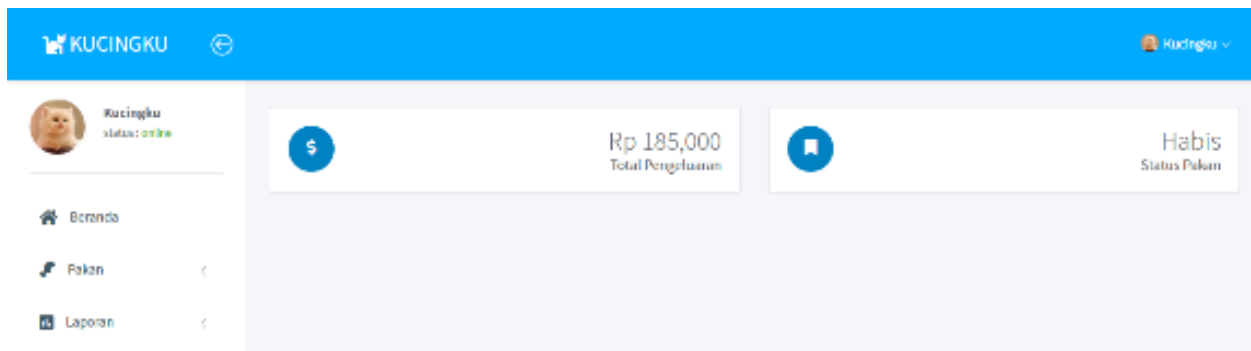 KUCINGKU
Kucingku
Kucingku
status : online
Rp 185,000
Total Pengeluaran
Habis
Status Pakan
Beranda
Pakan
Laporan